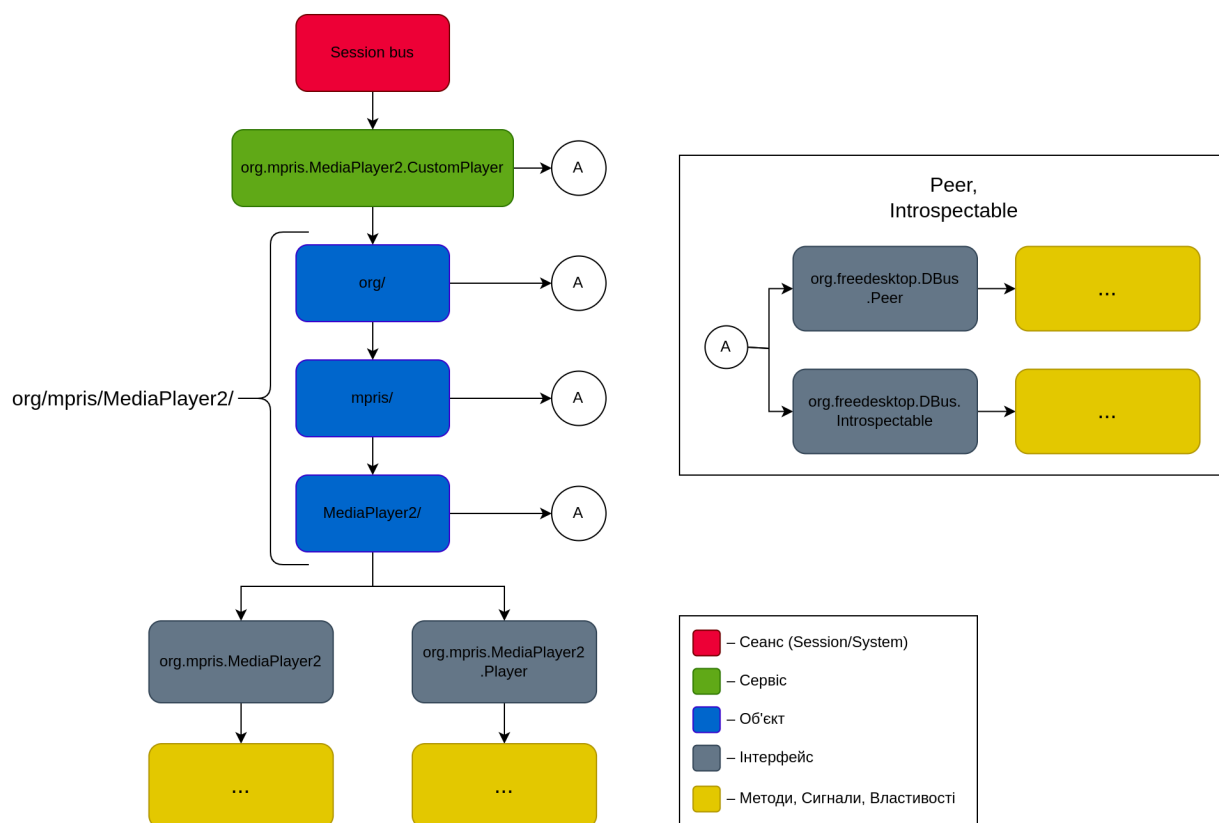 Session bus
org.mpris.MediaPlayer2.CustomPlayer
A
org/
A
mpris/
A
org/mpris/MediaPlayer2/
MediaPlayer2/
A
org.mpris.MediaPlayer2
org.mpris.MediaPlayer2
.Player
...
...
Peer,
Introspectable
A
org.freedesktop.DBus
.Peer
...
org.freedesktop.DBus.
Introspectable
...
– Сеанс (Session/System)
– Сервіс
– Об'єкт
– Інтерфейс
– Методи, Сигнали, Властивості